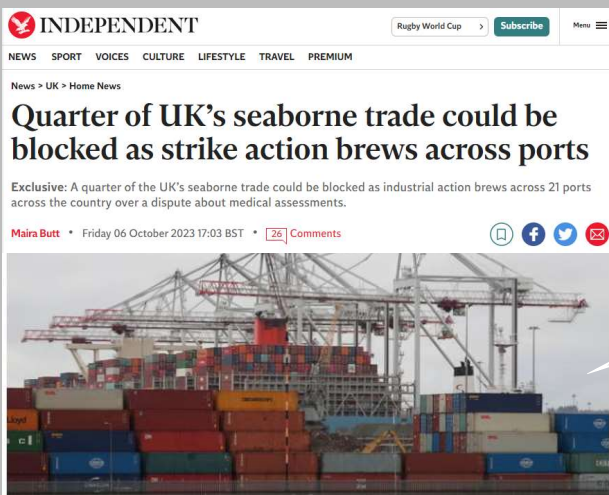 INDEPENDENT
Rugby World Cup >
Subscribe
Menu
NEWS SPORT VOICES CULTURE LIFESTYLE TRAVEL PREMIUM
News > UK > Home News
Quarter of UK’s seaborne trade could be
blocked as strike action brews across ports
Exclusive: A quarter of the UK’s seaborne trade could be blocked as industrial action brews across 21 ports
across the country over a dispute about medical assessments.
Maira Butt • Friday 06 October 2023 17:03 BST • 26 Comments